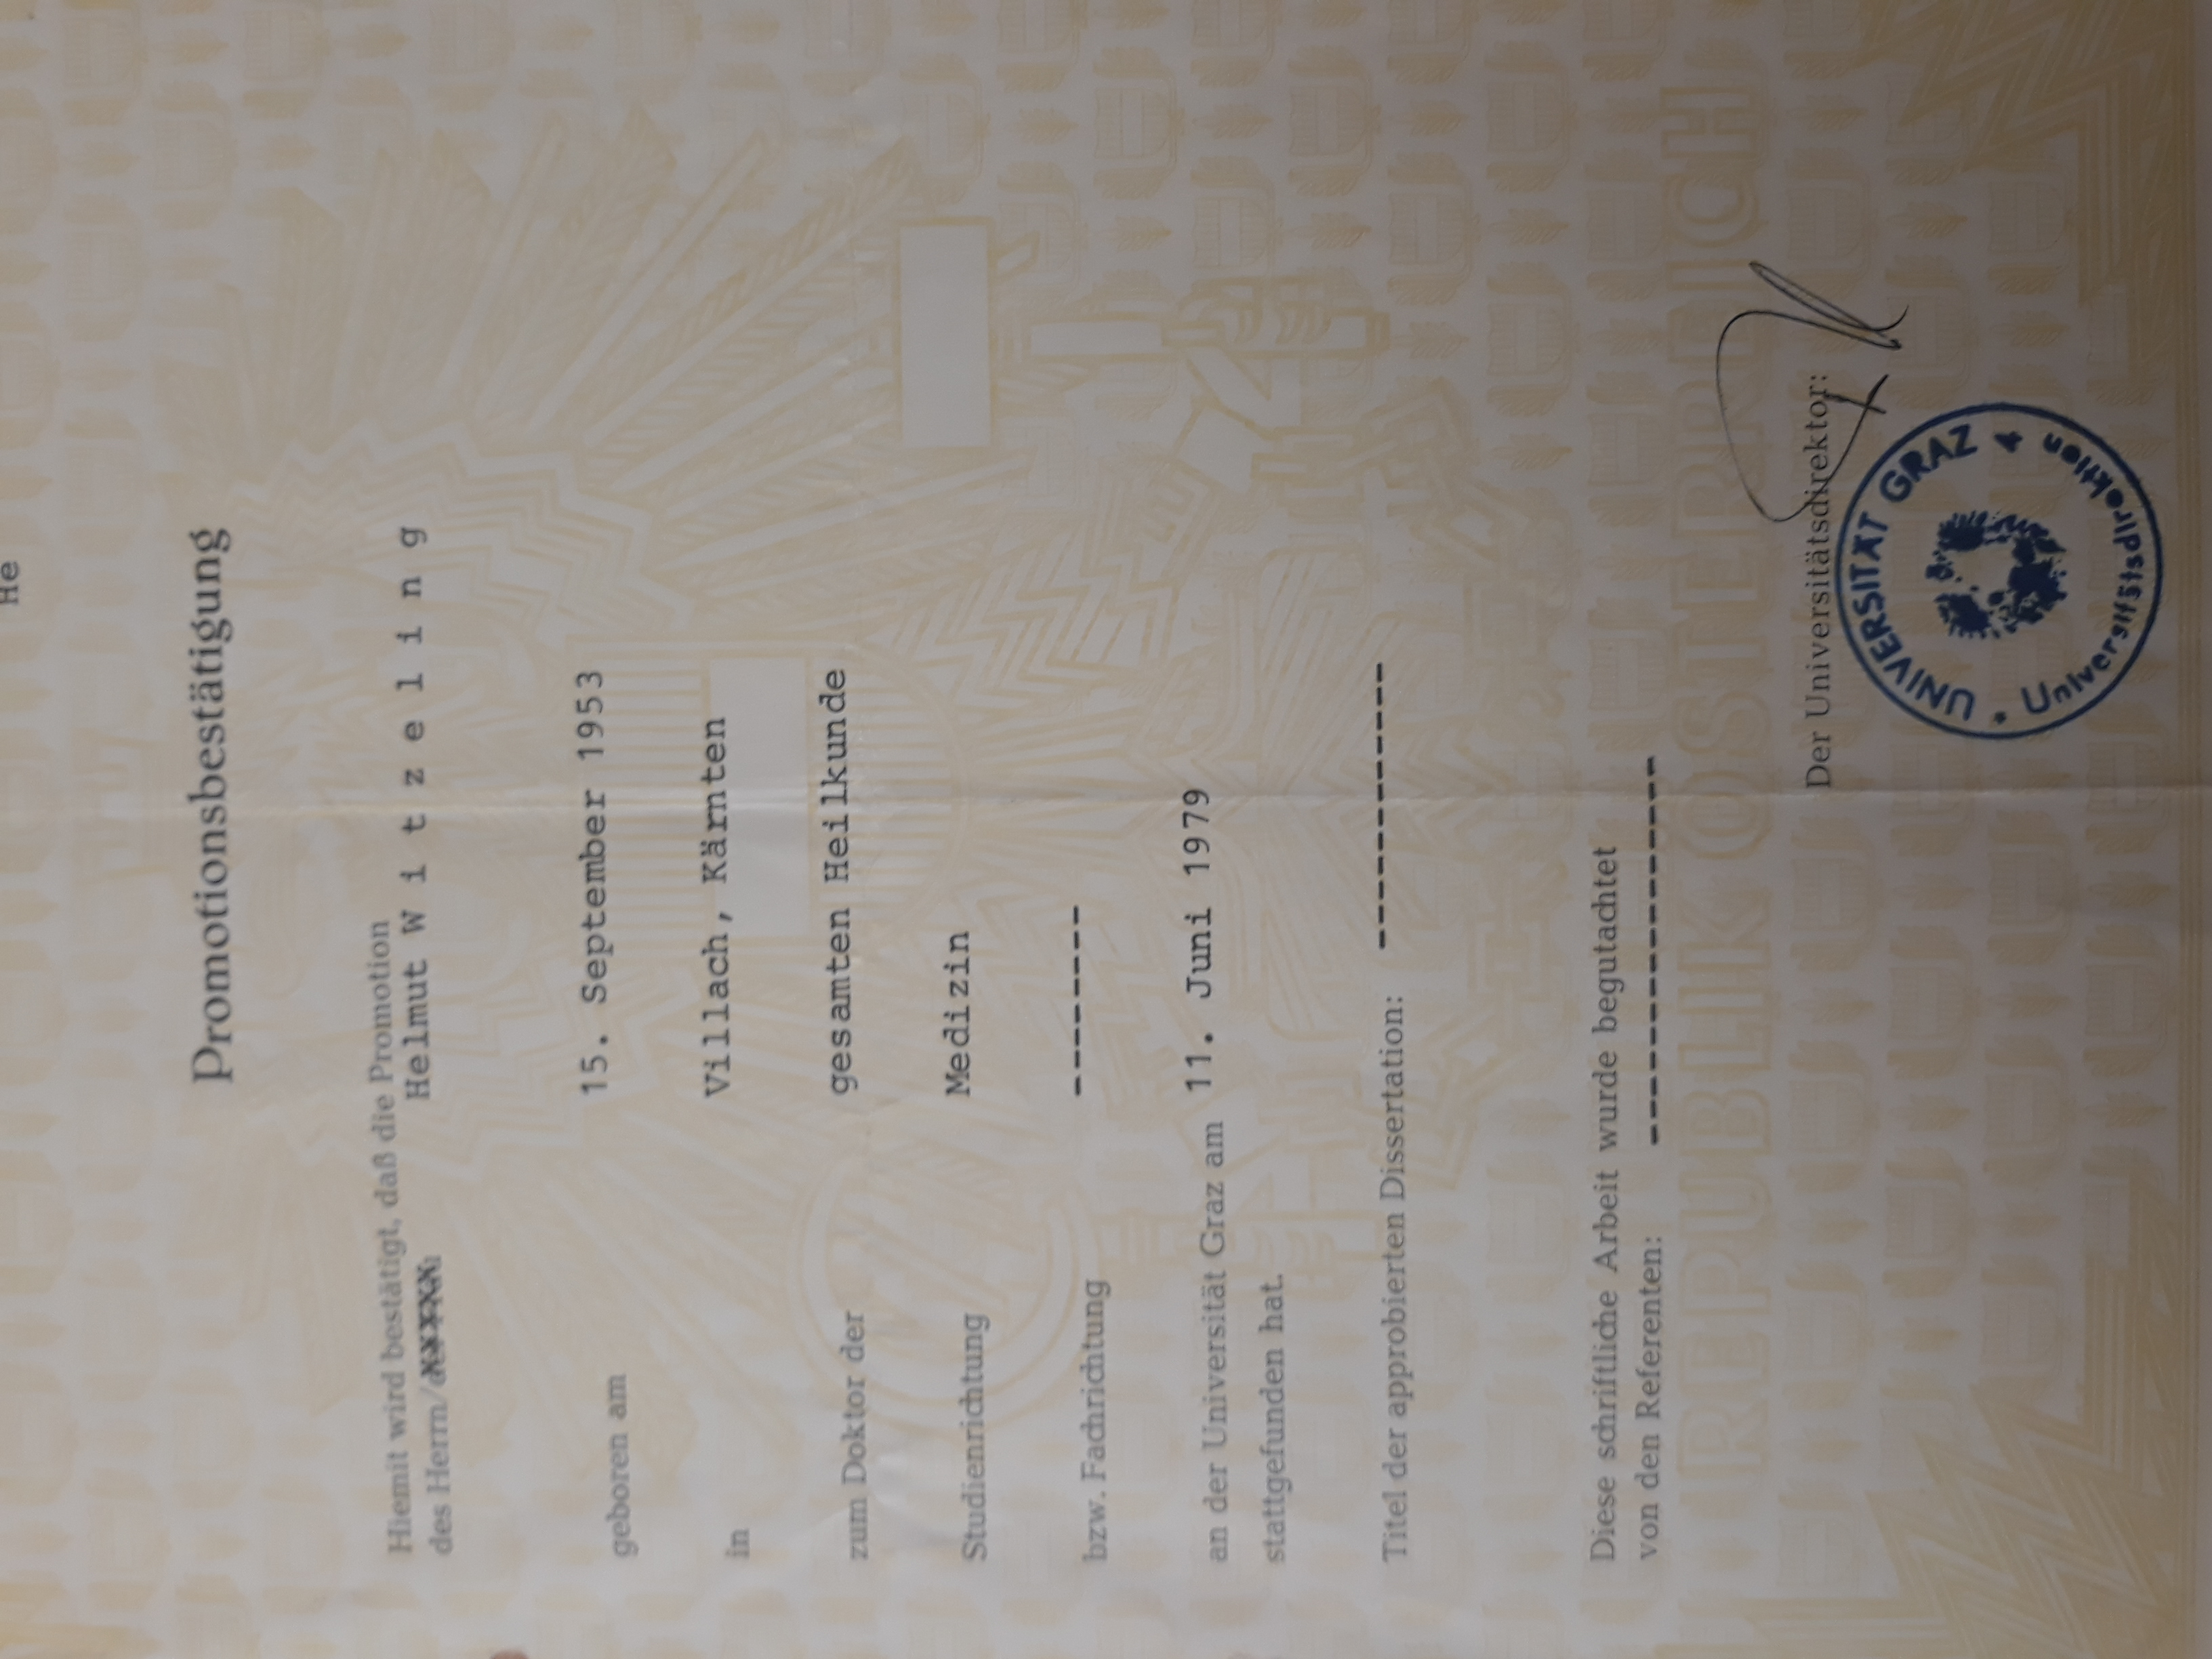 He
Promotionsbestätigung
Hiemit wird bestätigt, daß die Promotion
des Herrn/ Helmut W i t z e l i n g
geboren am 15. September 1953
in Villach, Kärnten
zum Doktor der gesamten Heilkunde
Studienrichtung Medizin
bzw. Fachrichtung --------
an der Universität Graz am 11. Juni 1979
stattgefunden hat.
Titel der approbierten Dissertation: ------------
Diese schriftliche Arbeit wurde begutachtet
von den Referenten: ----------------
REPUBLIK ÖSTERREICH
Der Universitätsdirektor:
UNIVERSITÄT GRAZ
Universitätsdirektion